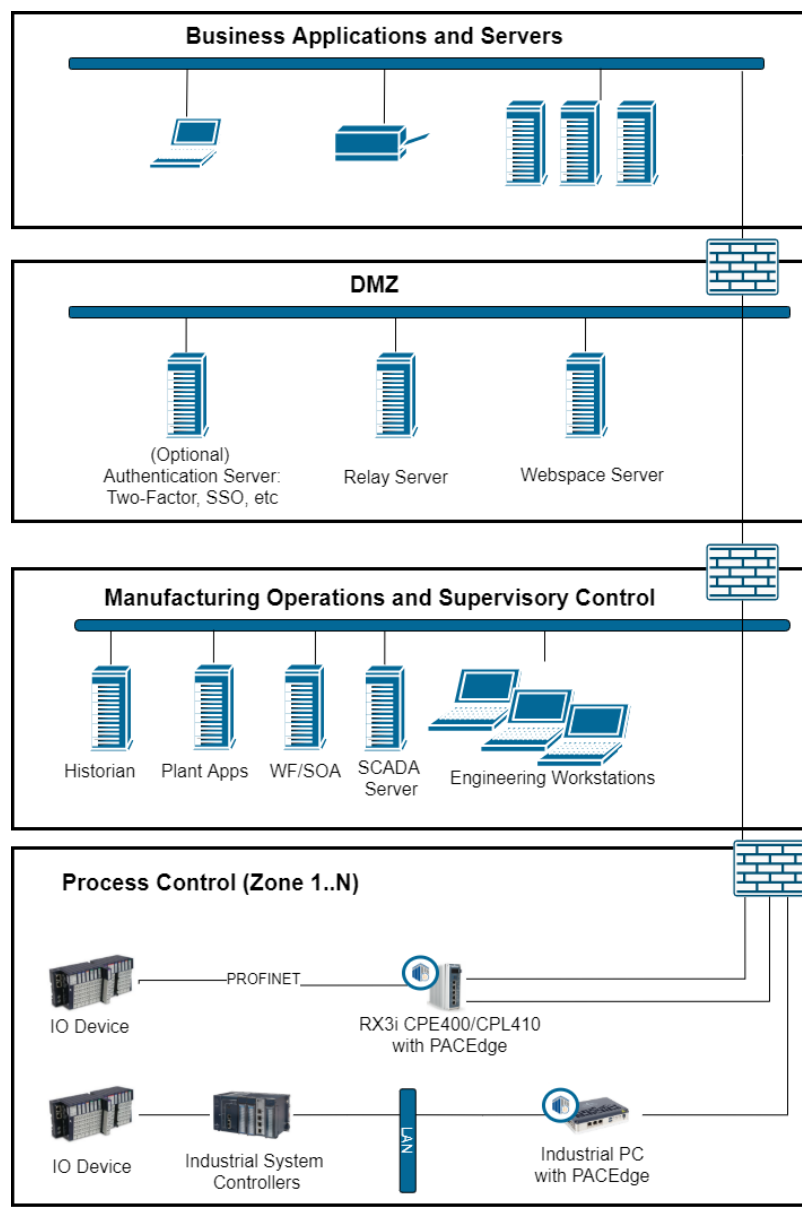 Business Applications and Servers
DMZ
(Optional)
Authentication Server:
Two-Factor, SSO, etc
Relay Server
Webspace Server
Manufacturing Operations and Supervisory Control
Historian
Plant Apps
WF/SOA
SCADA
Server
Engineering Workstations
Process Control (Zone 1..N)
PROFINET
IO Device
RX3i CPE400/CPL410
with PACEdge
LAN
IO Device
Industrial System
Controllers
Industrial PC
with PACEdge